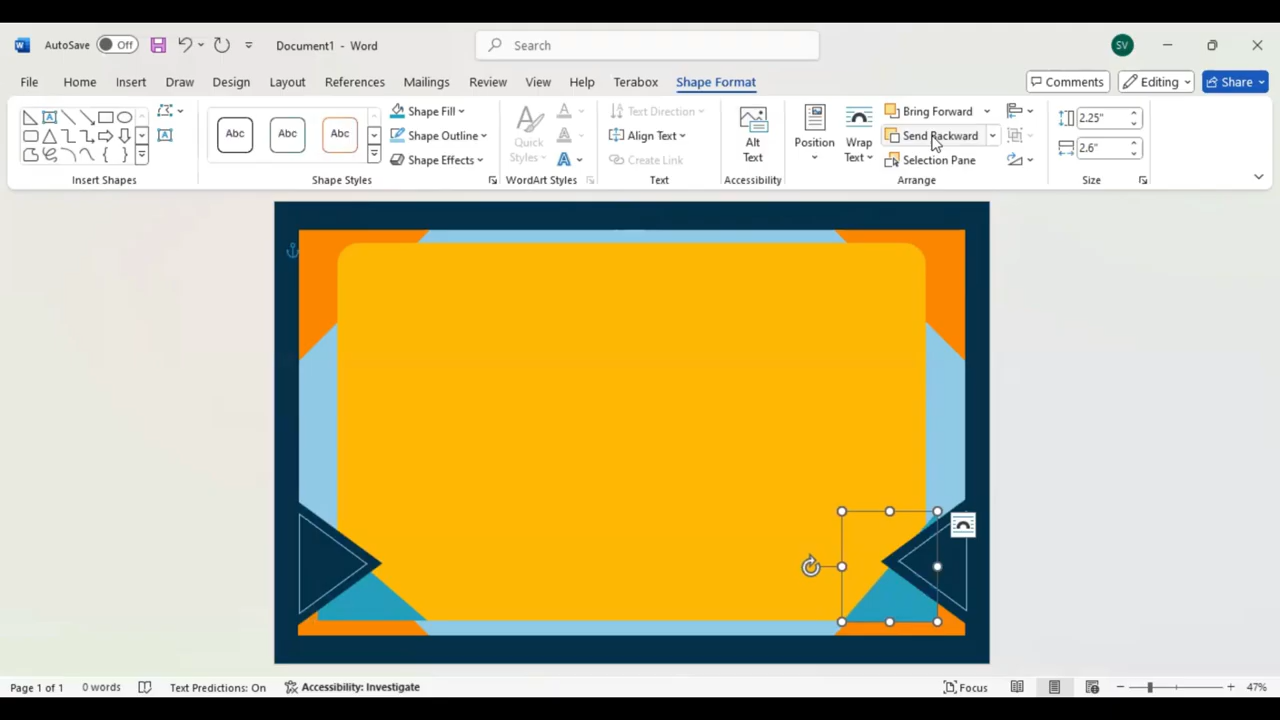 AutoSave Off Document1 - Word Search SV
File Home Insert Draw Design Layout References Mailings Review View Help Terabox Shape Format Comments Editing Share
Shape Fill
Shape Outline
Shape Effects
Abc Abc Abc
Quick
Styles
Text Direction
Align Text
Create Link
Alt
Text
Position
Wrap
Text
Bring Forward
Send Backward
Selection Pane
2.25"
2.6"
Insert Shapes Shape Styles WordArt Styles Text Accessibility Arrange Size
Page 1 of 1 0 words Text Predictions: On Accessibility: Investigate Focus 47%